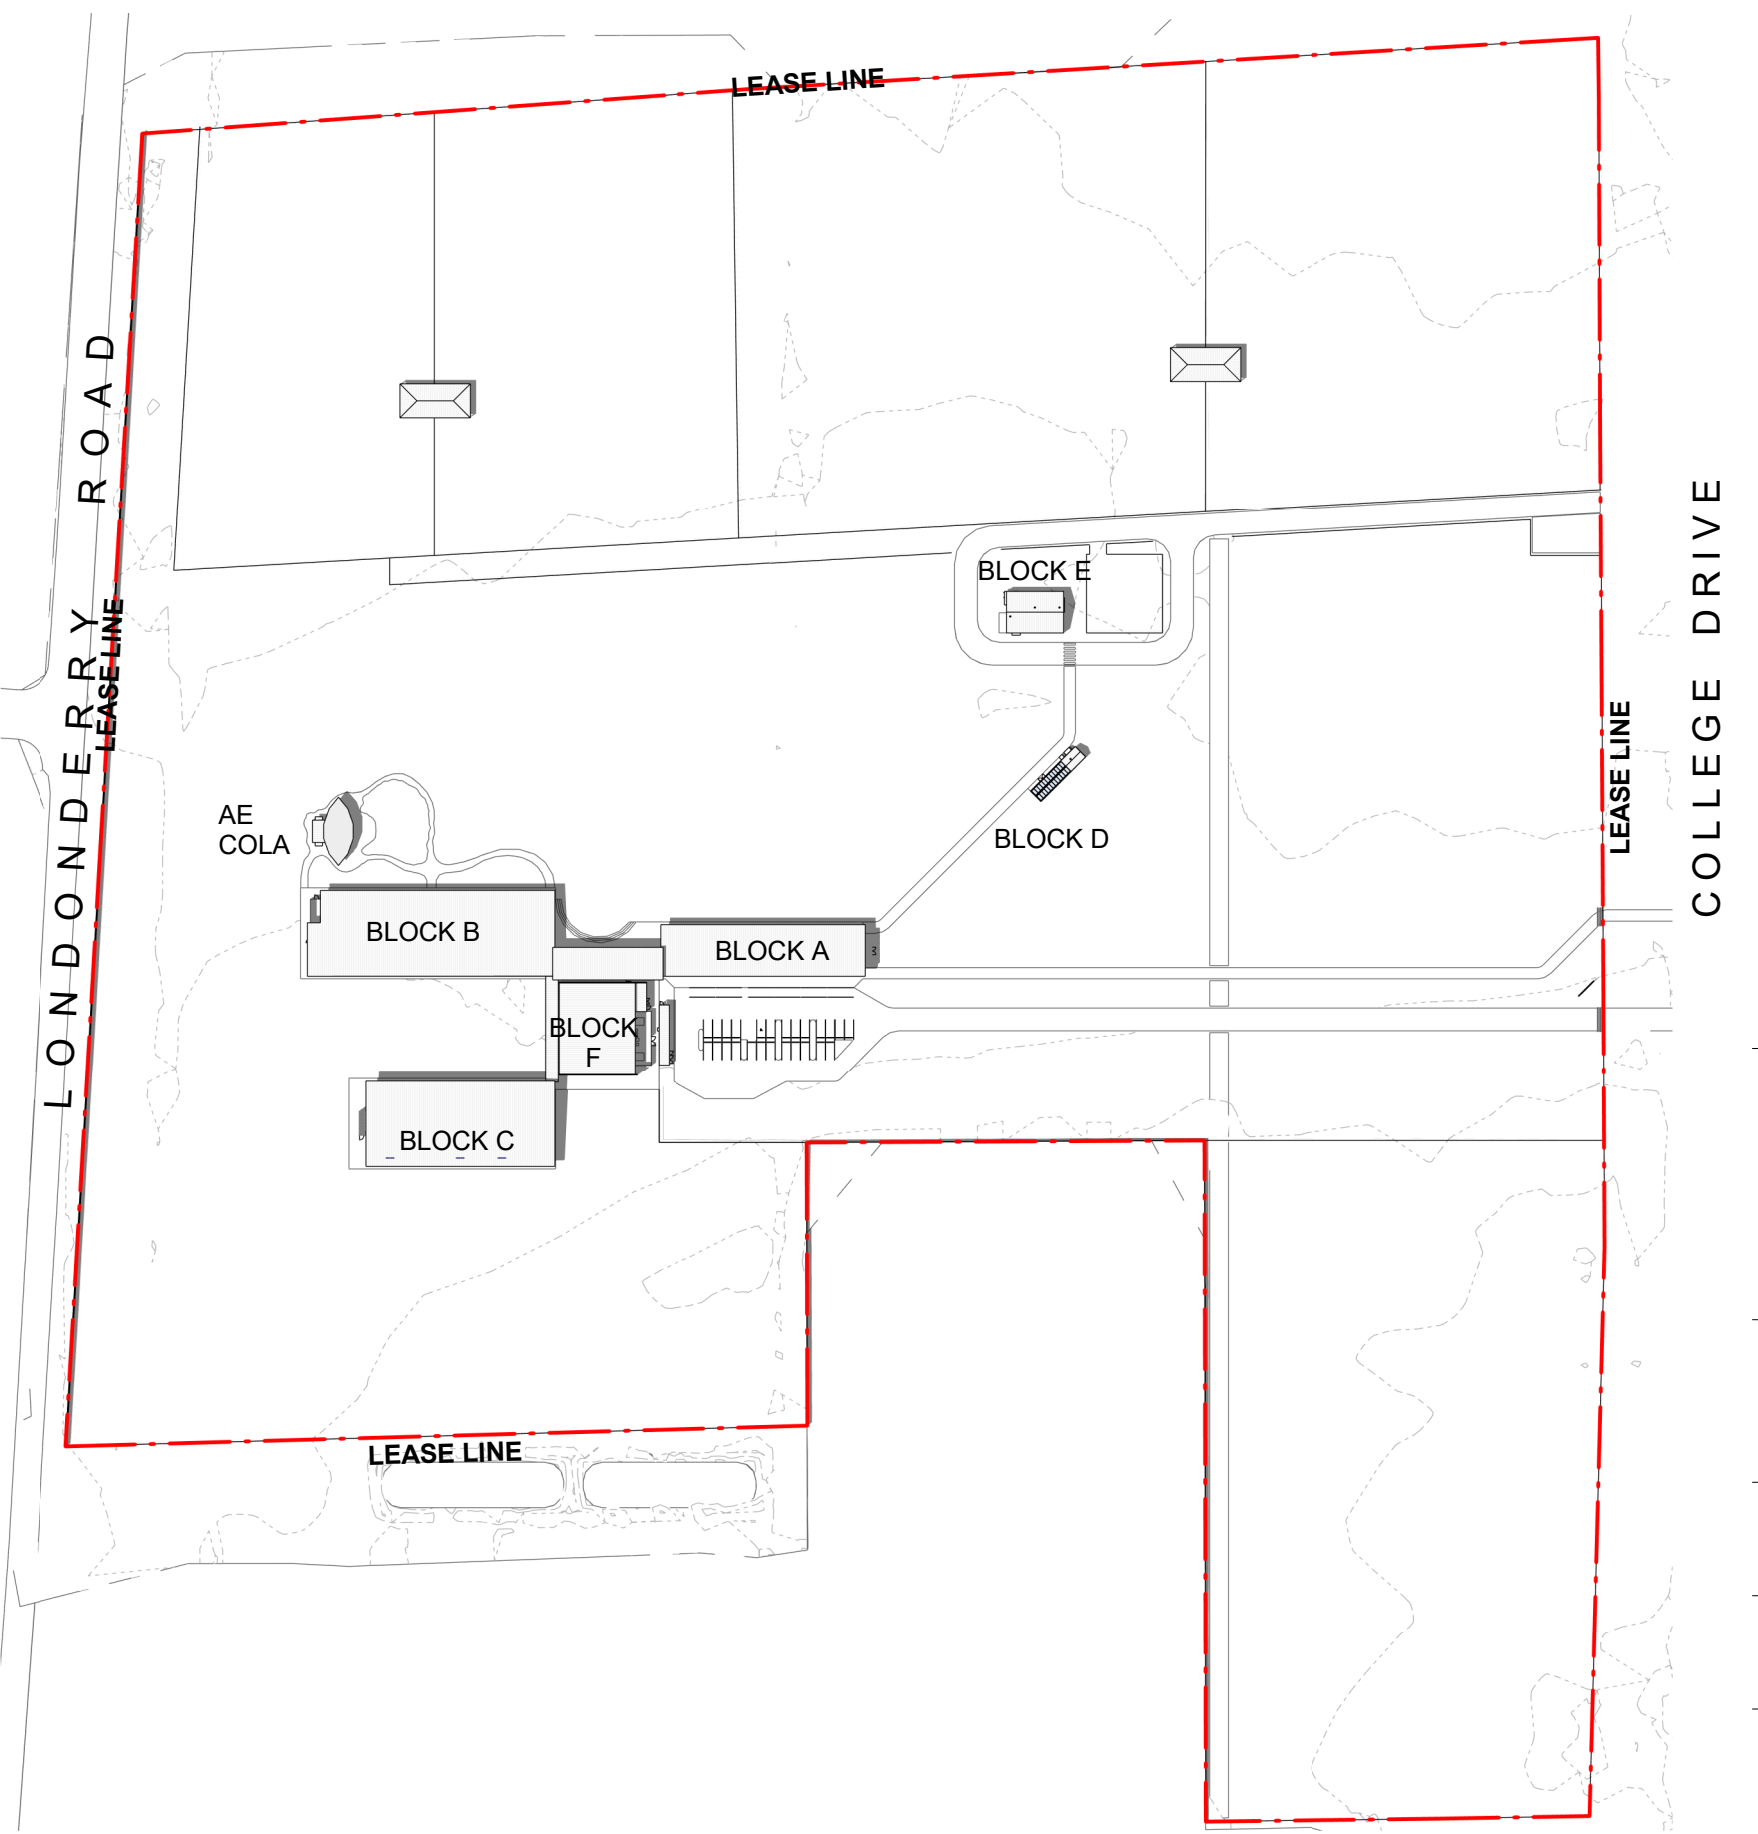 LEASE LINE
LONDONDERRY ROAD
LEASE LINE
COLLEGE DRIVE
LEASE LINE
BLOCK E
AE
COLA
BLOCK D
BLOCK B
BLOCK A
BLOCK
F
BLOCK C
LEASE LINE